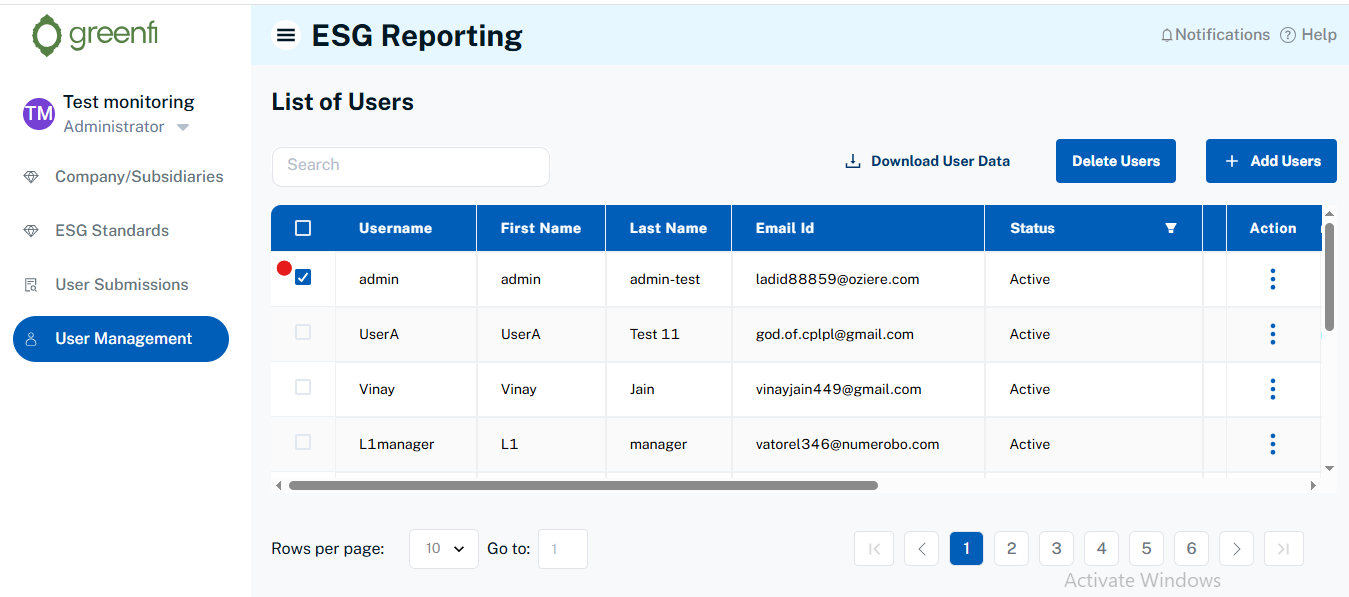 greenfi
ESG Reporting
Notifications
Help
TM
Test monitoring
Administrator
Company/Subsidiaries
ESG Standards
User Submissions
User Management
List of Users
Search
Download User Data
Delete Users
+ Add Users
Username First Name Last Name Email Id Status Action
admin admin admin-test ladid88859@oziere.com Active
UserA UserA Test 11 god.of.cplpl@gmail.com Active
Vinay Vinay Jain vinayjain449@gmail.com Active
L1manager L1 manager vatorel346@numerobo.com Active
Rows per page: 10 Go to: 1
1 2 3 4 5 6
Activate Windows